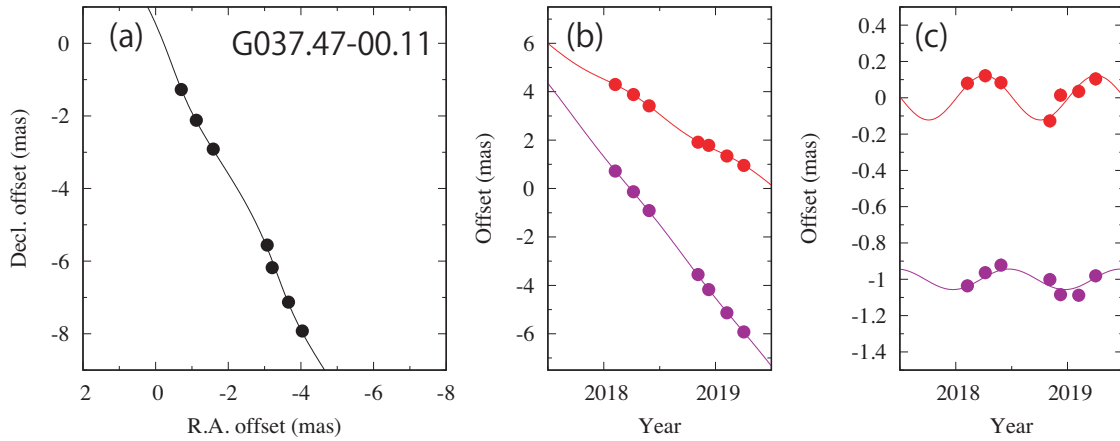 (a) G037.47-00.11
0
-2
-4
-6
-8
2 0 -2 -4 -6 -8
R.A. offset (mas)
Decl. offset (mas)
(b)
6
4
2
0
-2
-4
-6
2018 2019
Year
Offset (mas)
(c)
0.4
0.2
0
-0.2
-0.4
-0.6
-0.8
-1
-1.2
-1.4
2018 2019
Year
Offset (mas)